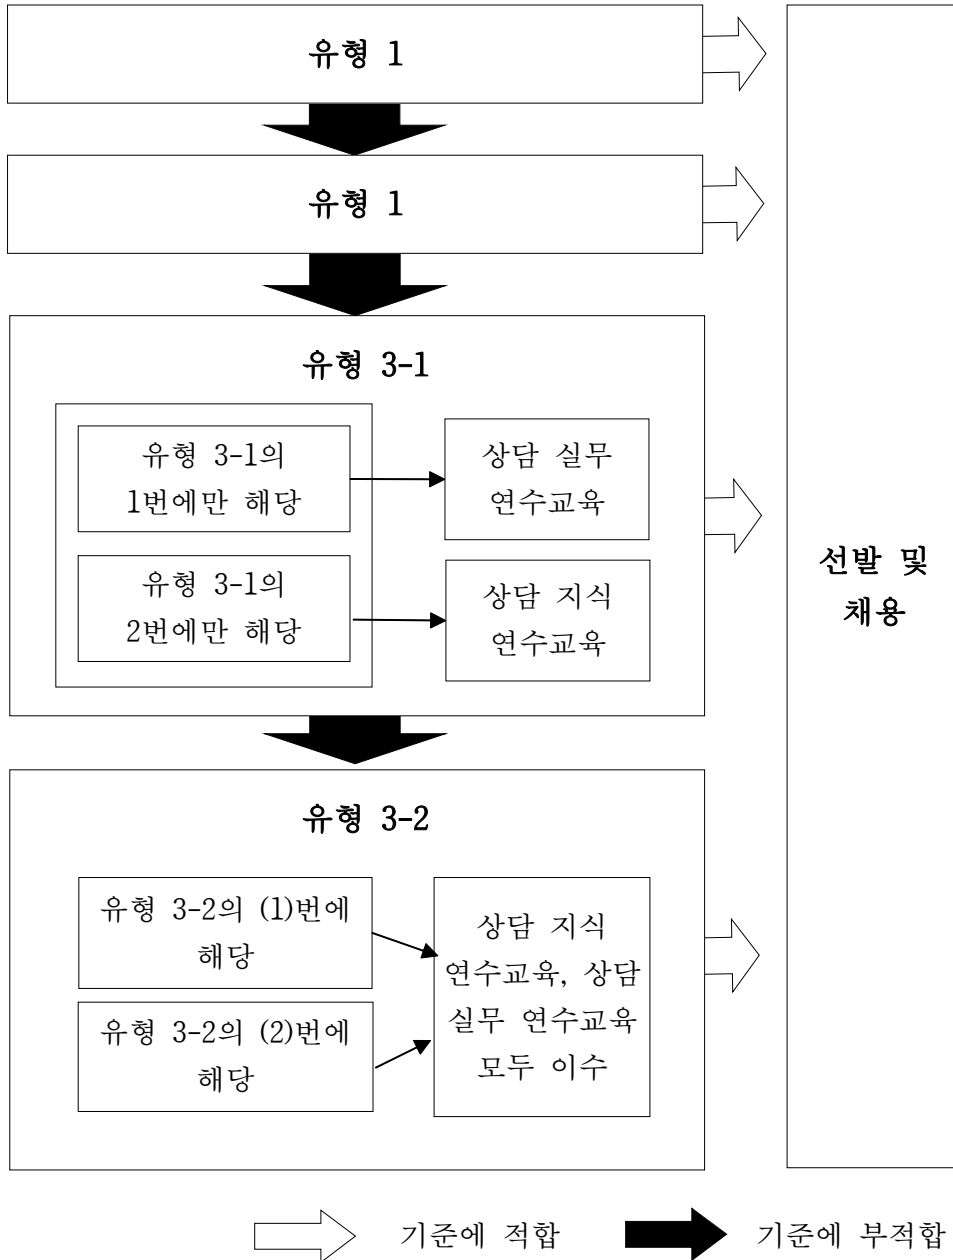 유형 1
유형 1
유형 3-1
유형 3-1의
1번에만 해당
상담 실무
연수교육
유형 3-1의
2번에만 해당
상담 지식
연수교육
선발 및
채용
유형 3-2
유형 3-2의 (1)번에
해당
유형 3-2의 (2)번에
해당
상담 지식
연수교육, 상담
실무 연수교육
모두 이수
기준에 적합
기준에 부적합